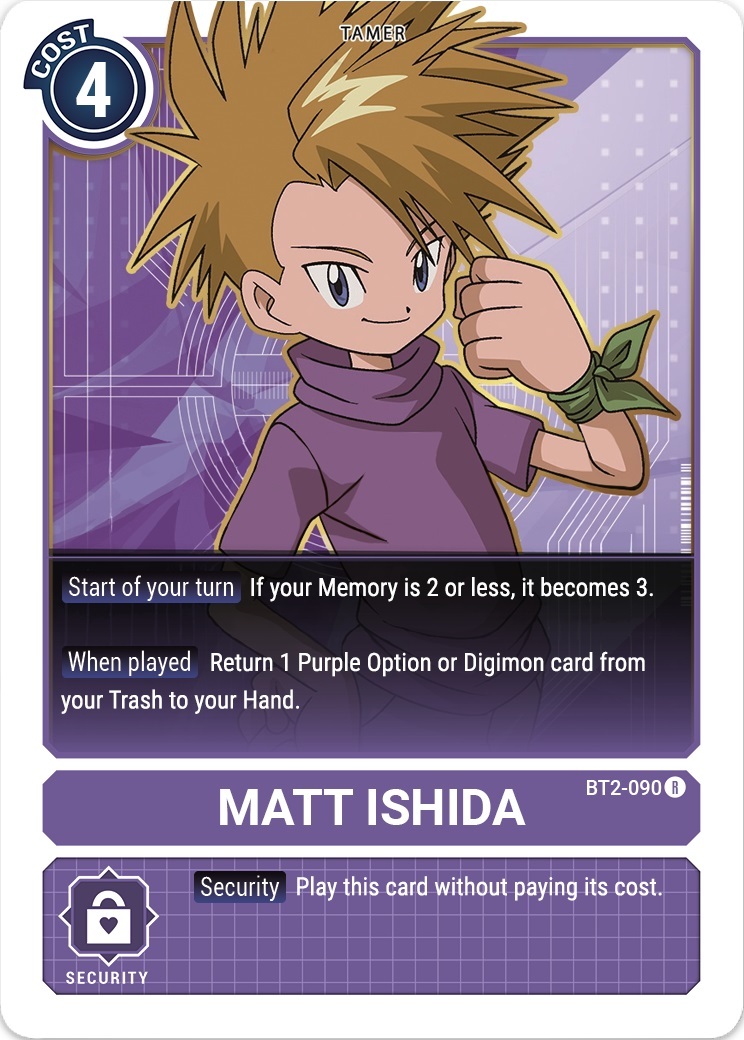 TAMER
COST
4
Start of your turn If your Memory is 2 or less, it becomes 3.
When played Return 1 Purple Option or Digimon card from
your Trash to your Hand.
BT2-090 R
MATT ISHIDA
Security Play this card without paying its cost.
SECURITY